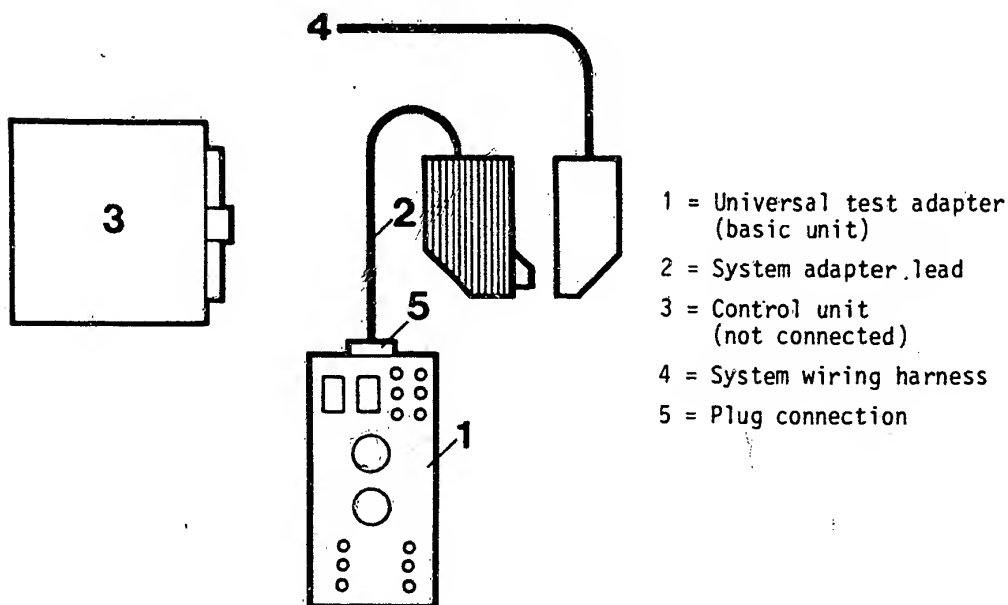 4
3
2
5
1
1 = Universal test adapter
(basic unit)
2 = System adapter lead
3 = Control unit
(not connected)
4 = System wiring harness
5 = Plug connection